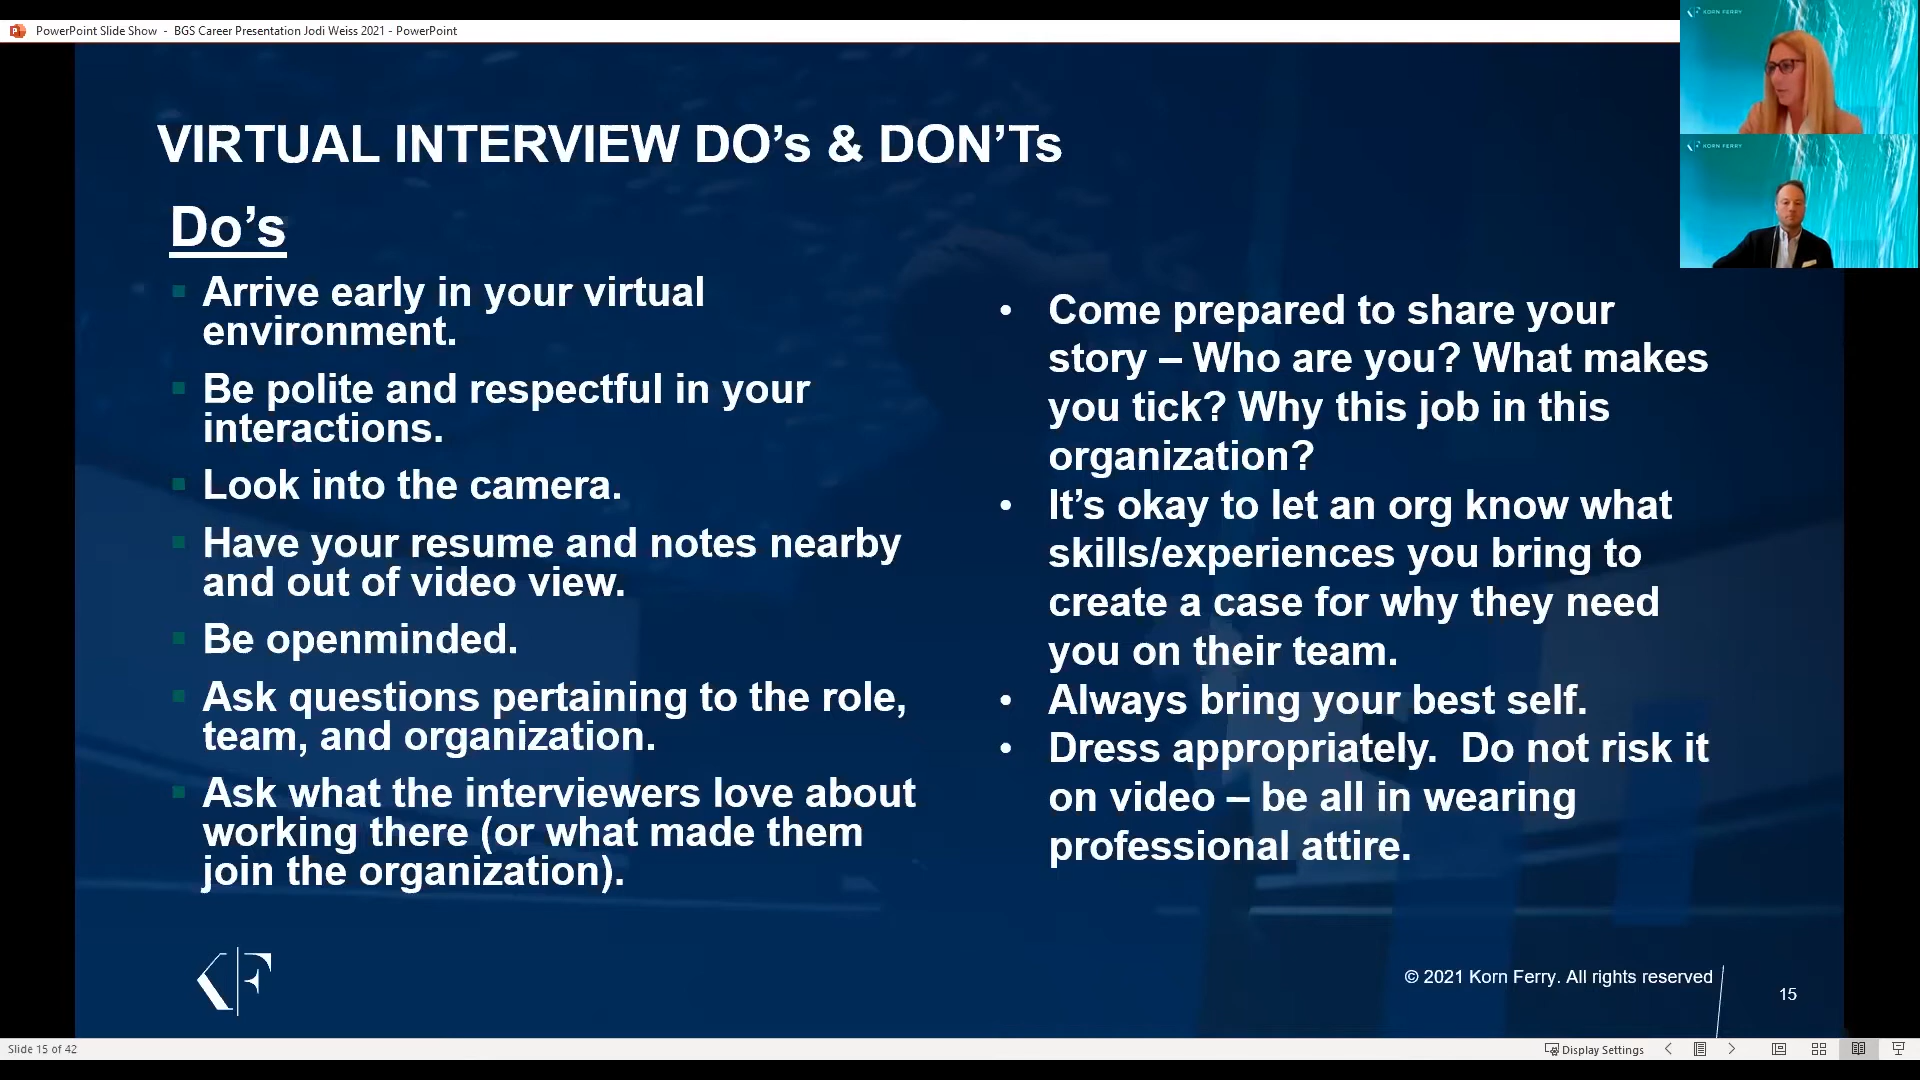 PowerPoint Slide Show - BGS Career Presentation Jodi Weiss 2021 - PowerPoint
KORN FERRY
KORN FERRY
VIRTUAL INTERVIEW DO’s & DON’Ts
Do’s
Arrive early in your virtual
environment.
Be polite and respectful in your
interactions.
Look into the camera.
Have your resume and notes nearby
and out of video view.
Be openminded.
Ask questions pertaining to the role,
team, and organization.
Ask what the interviewers love about
working there (or what made them
join the organization).
• Come prepared to share your
story – Who are you? What makes
you tick? Why this job in this
organization?
• It’s okay to let an org know what
skills/experiences you bring to
create a case for why they need
you on their team.
• Always bring your best self.
• Dress appropriately.  Do not risk it
on video – be all in wearing
professional attire.
KF
© 2021 Korn Ferry. All rights reserved
15
Slide 15 of 42
Display Settings